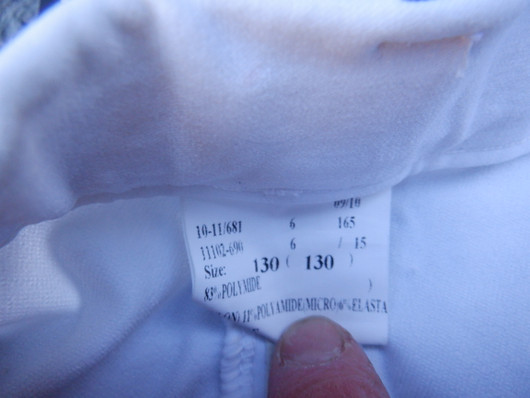 09/10
10-11/681 6 165
11102-690 6 / 15
Size: 130 ( 130 )
83%POLYMIDE )
11%POLYAMIDE(MICRO)6%ELASTA